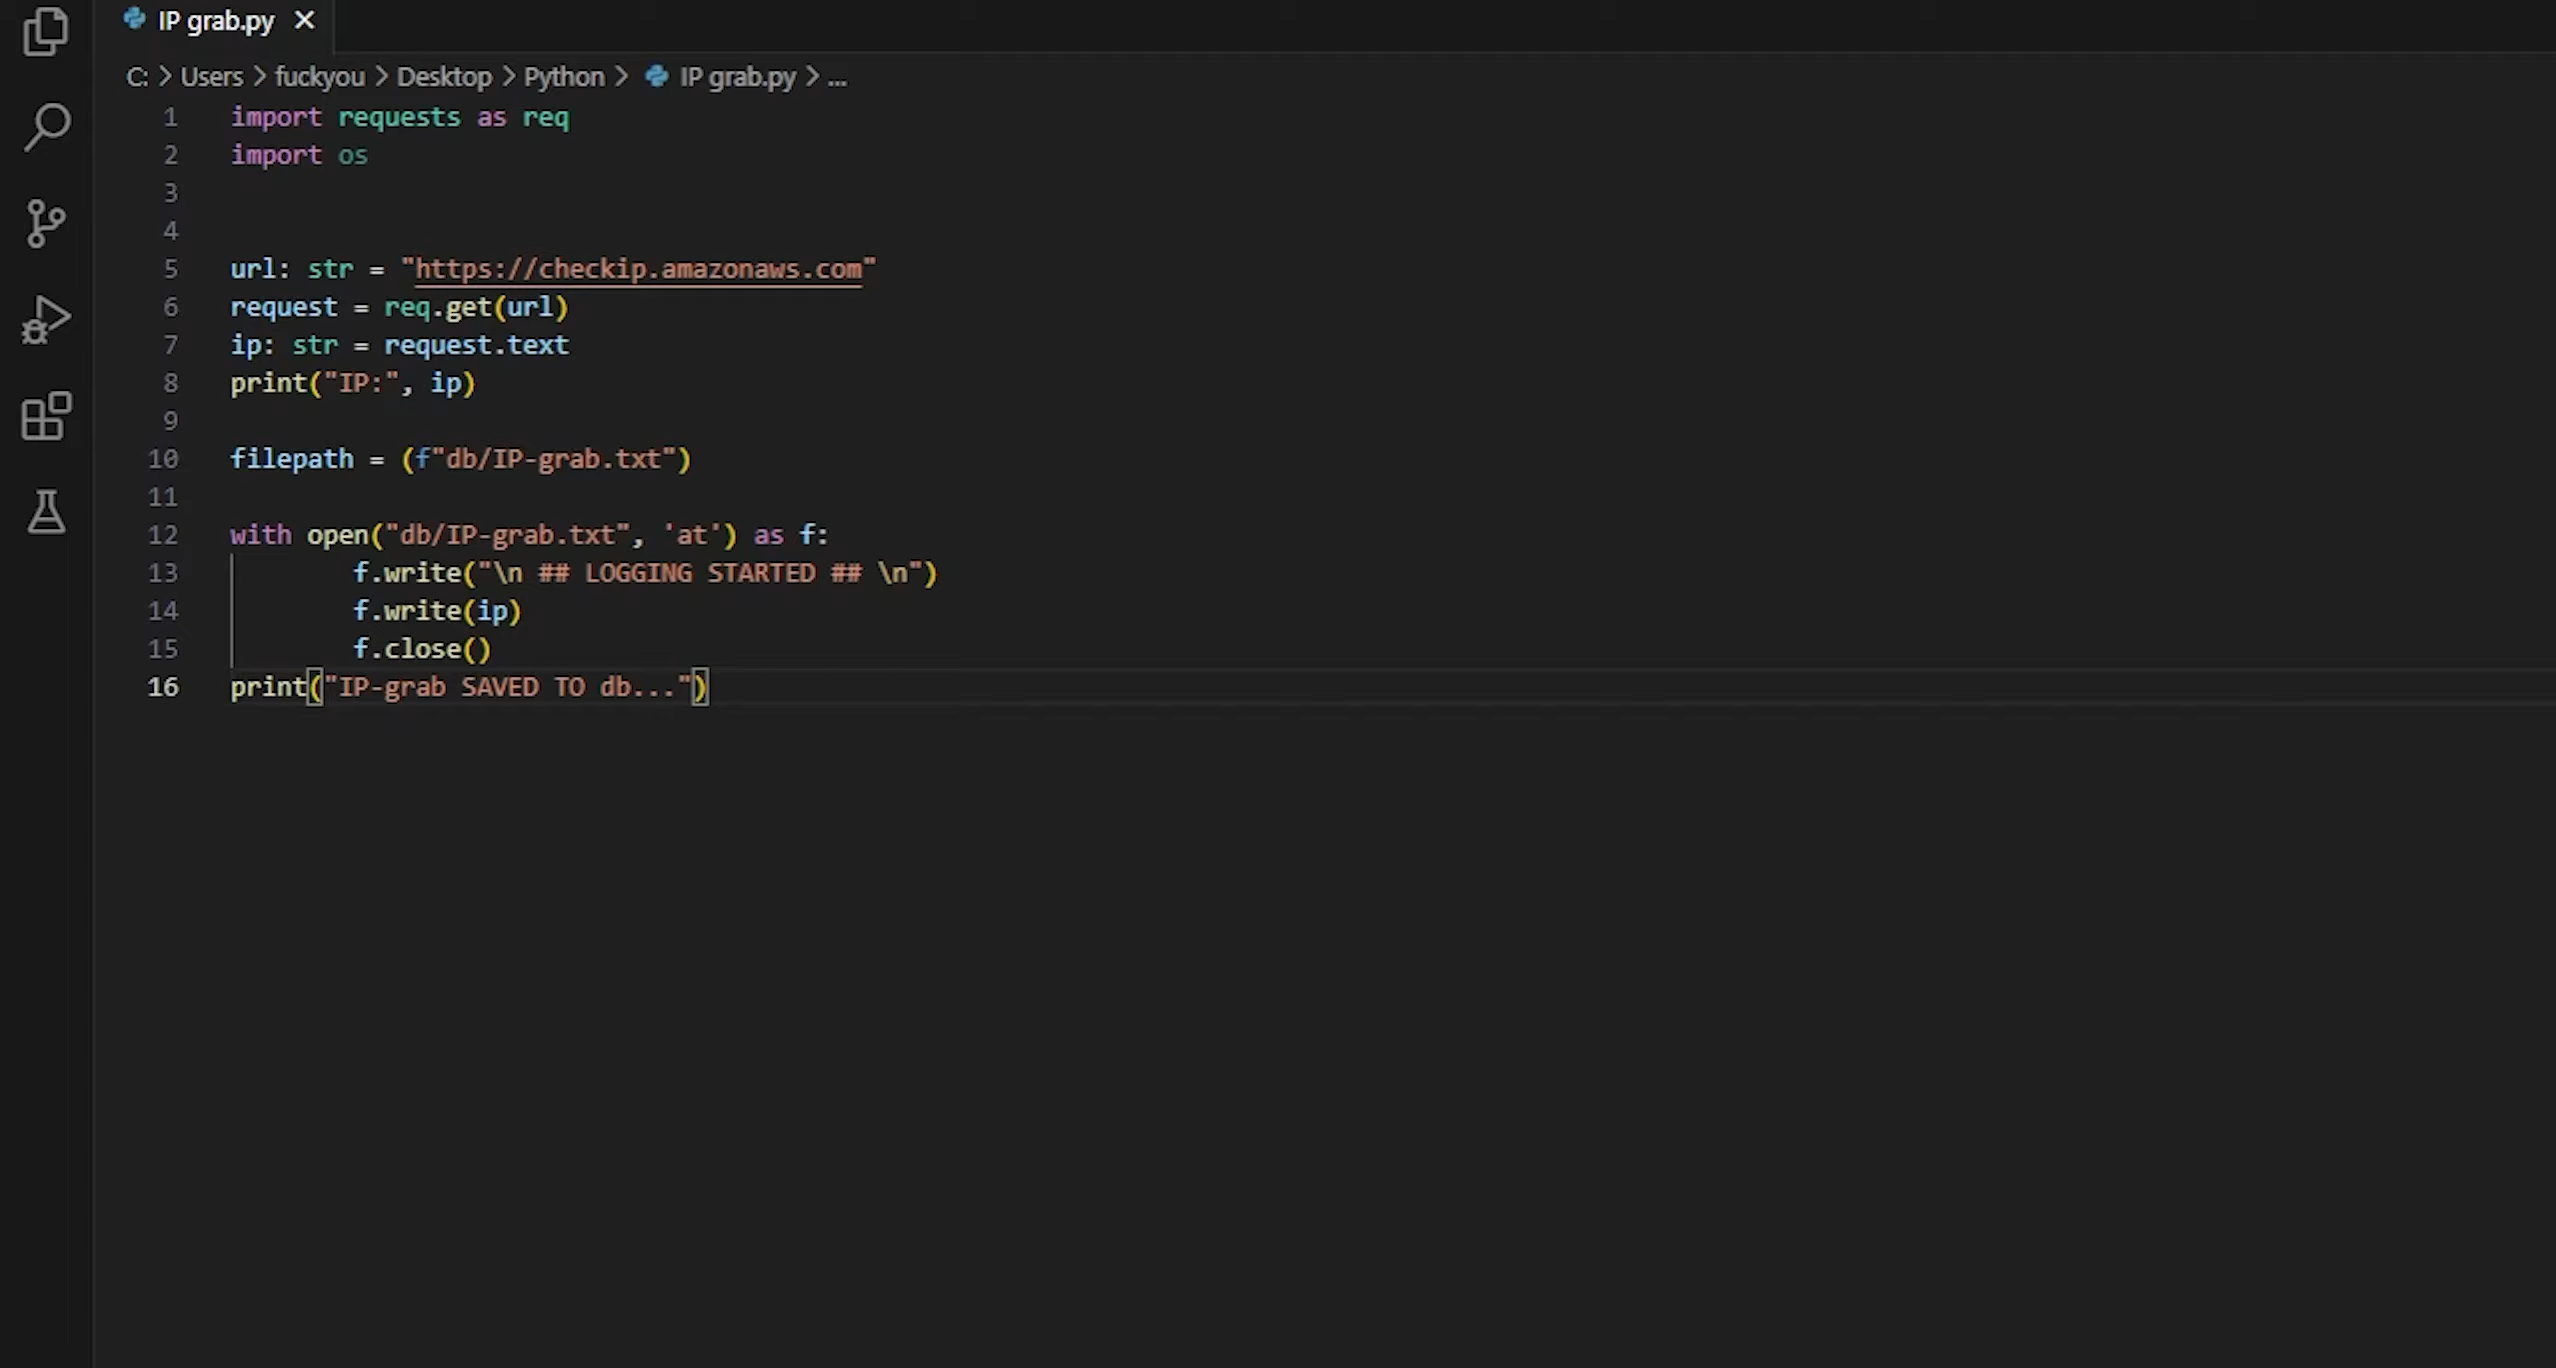 IP grab.py
C: > Users > fuckyou > Desktop > Python > IP grab.py > ...
1 import requests as req
2 import os
3
4
5 url: str = "https://checkip.amazonaws.com"
6 request = req.get(url)
7 ip: str = request.text
8 print("IP:", ip)
9
10 filepath = (f"db/IP-grab.txt")
11
12 with open("db/IP-grab.txt", 'at') as f:
13 f.write("\n ## LOGGING STARTED ## \n")
14 f.write(ip)
15 f.close()
16 print("IP-grab SAVED TO db...")